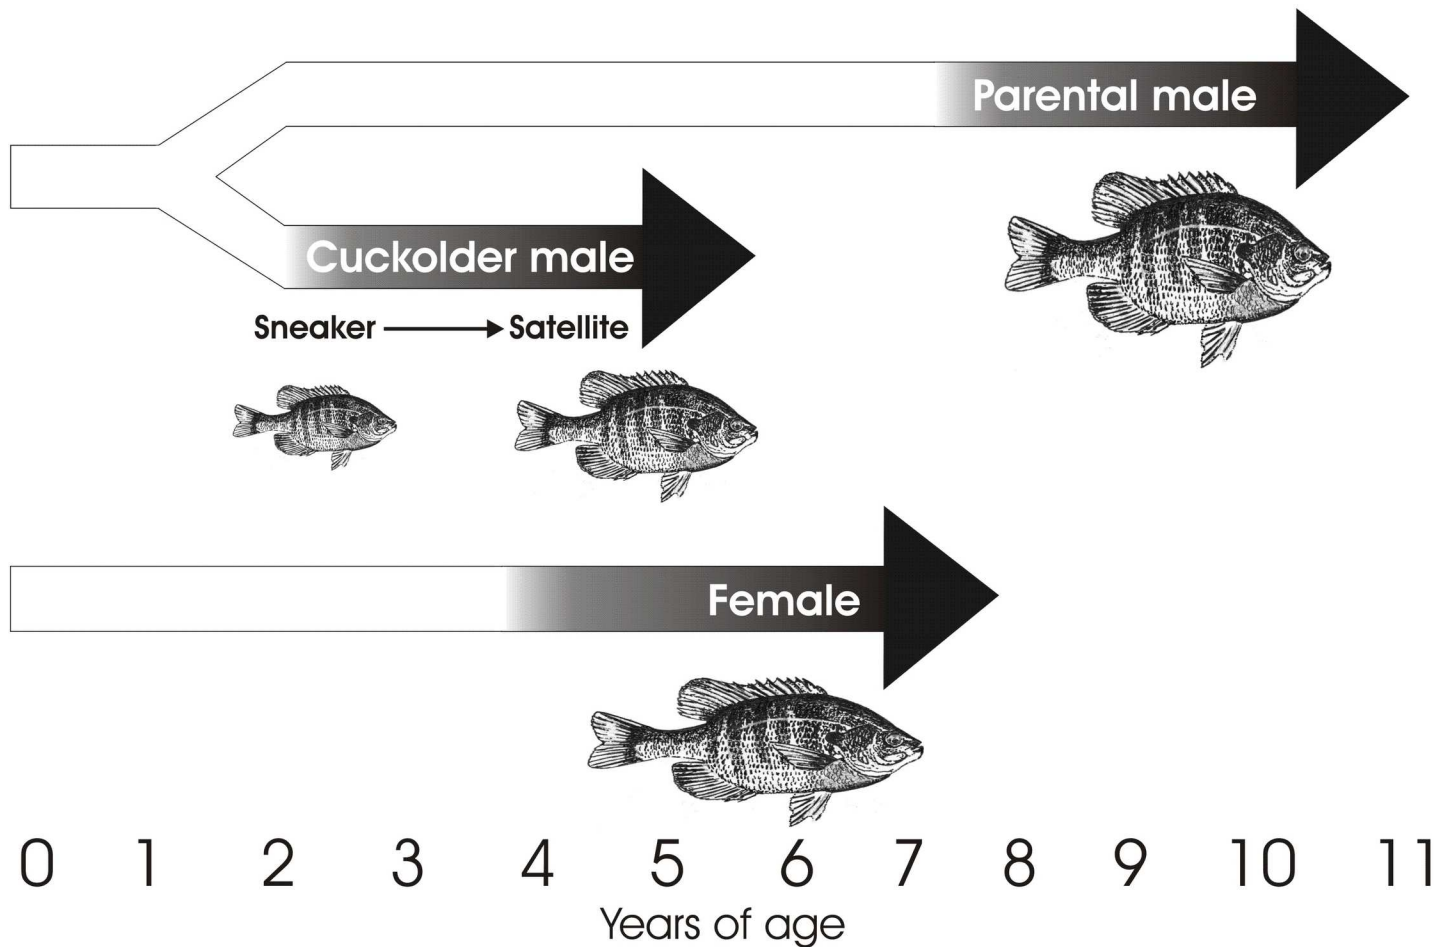 Parental male
Cuckolder male
Sneaker Satellite
Female
0 1 2 3 4 5 6 7 8 9 10 11
Years of age